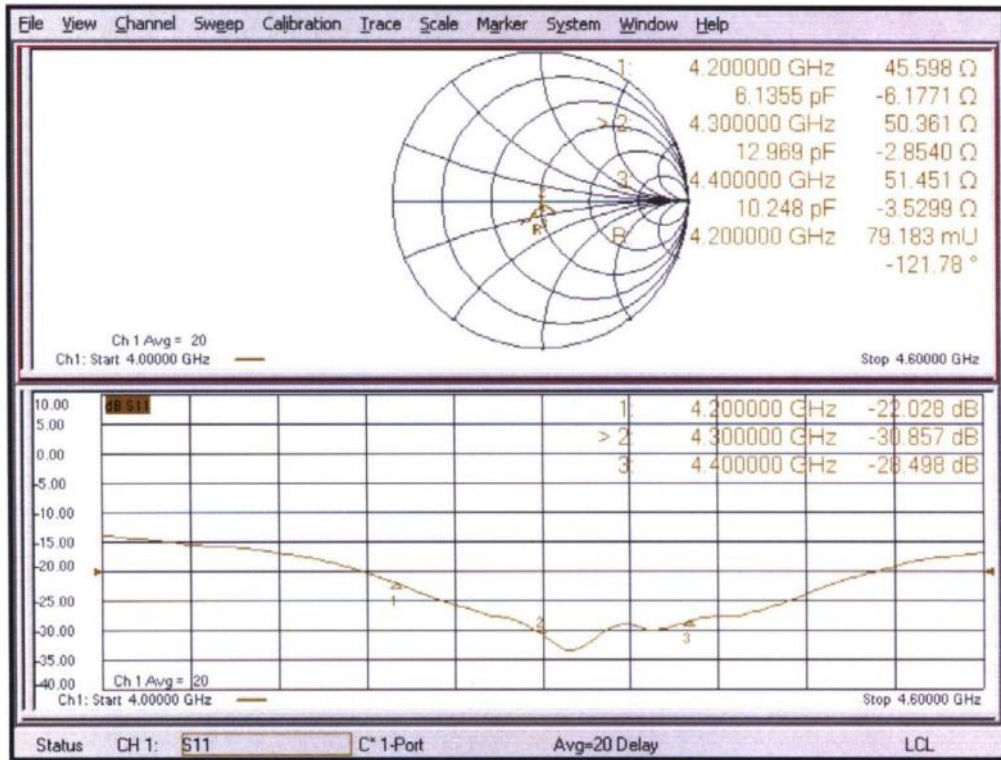 File View Channel Sweep Calibration Trace Scale Marker System Window Help
1: 4.200000 GHz 45.598 Ω
6.1355 pF -6.1771 Ω
> 2: 4.300000 GHz 50.361 Ω
12.969 pF -2.8540 Ω
3: 4.400000 GHz 51.451 Ω
10.248 pF -3.5299 Ω
R: 4.200000 GHz 79.183 mU
-121.78 °
R
Ch 1 Avg = 20
Ch1: Start 4.00000 GHz Stop 4.60000 GHz
10.00 dB S11
5.00
0.00
-5.00
-10.00
-15.00
-20.00
-25.00
-30.00
-35.00
-40.00
1: 4.200000 GHz -22.028 dB
> 2: 4.300000 GHz -30.857 dB
3: 4.400000 GHz -28.498 dB
1
2
3
Ch 1 Avg = 20
Ch1: Start 4.00000 GHz Stop 4.60000 GHz
Status CH 1: S11 C* 1-Port Avg=20 Delay LCL